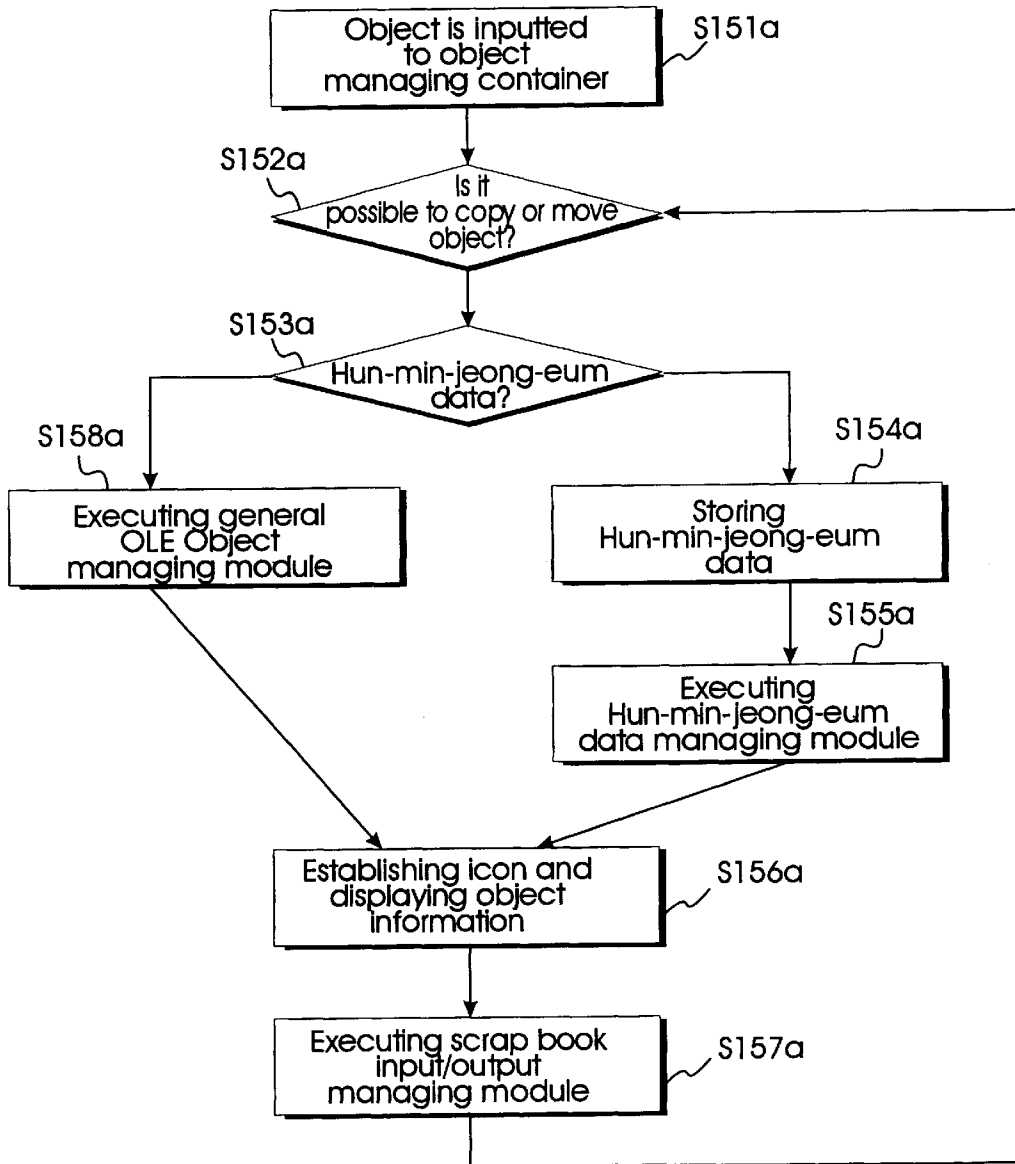 Object is inputted
to object
managing container
S151a
S152a
Is it
possible to copy or move
object?
S153a
Hun-min-jeong-eum
data?
S158a
Executing general
OLE Object
managing module
S154a
Storing
Hun-min-jeong-eum
data
S155a
Executing
Hun-min-jeong-eum
data managing module
Establishing icon and
displaying object
information
S156a
Executing scrap book
input/output
managing module
S157a